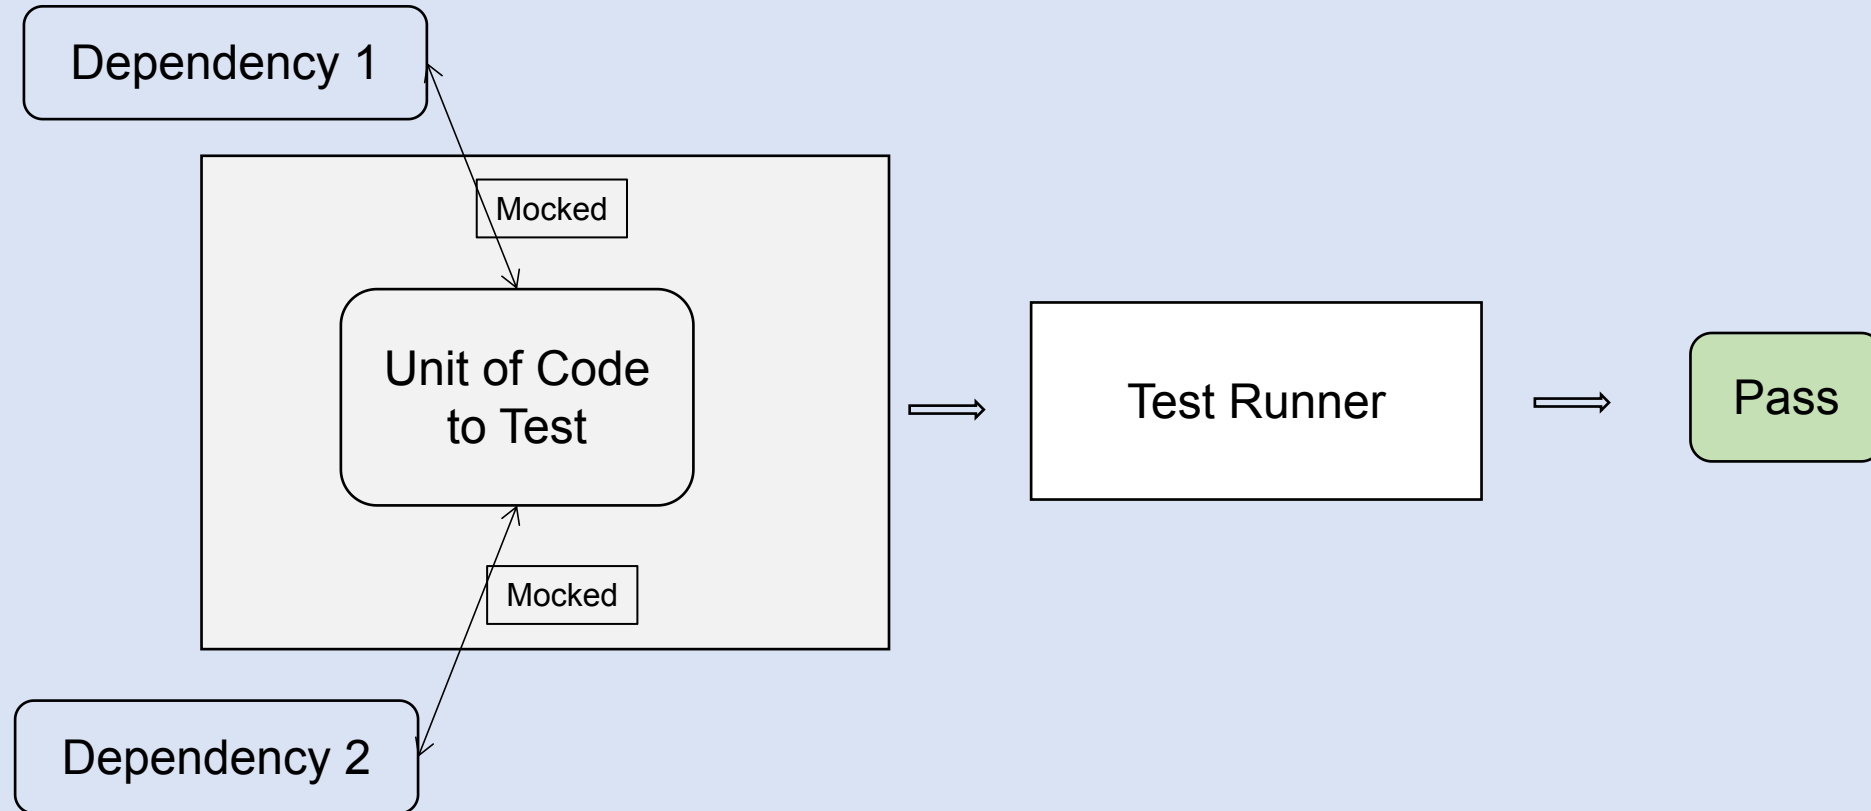 Dependency 1
Mocked
Unit of Code
to Test
Mocked
Dependency 2
Test Runner
Pass